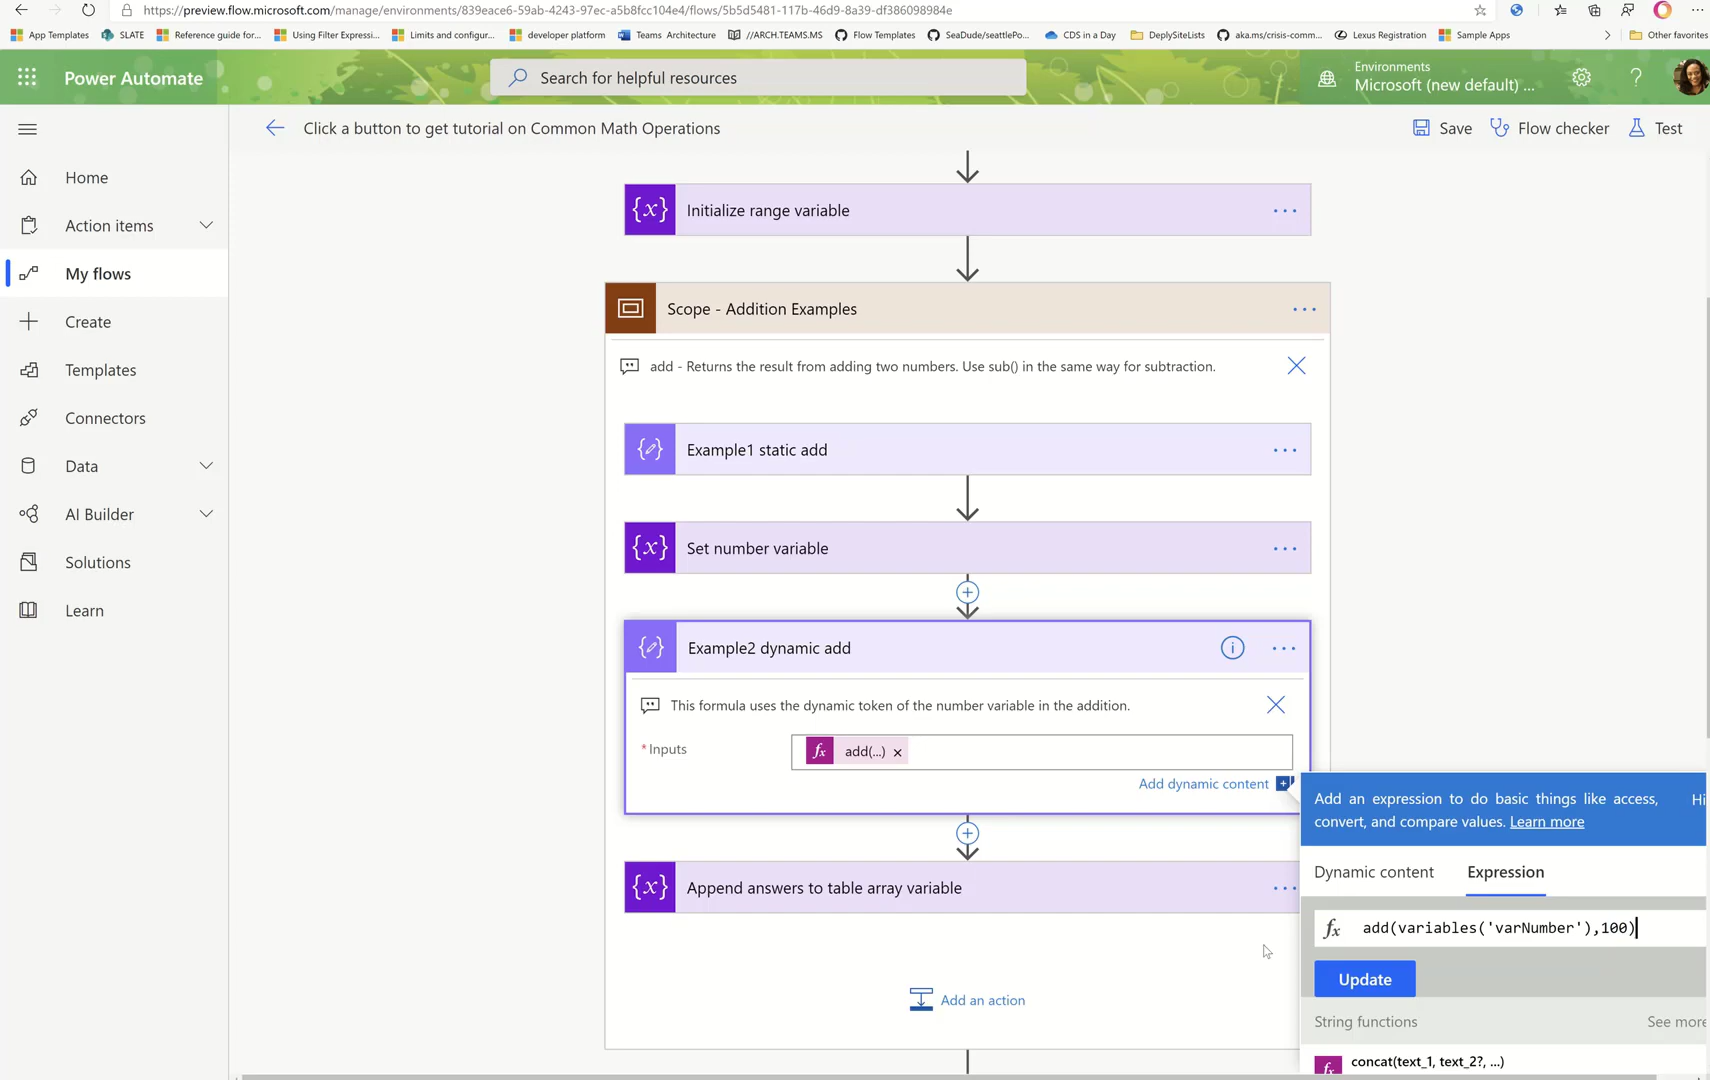 https://preview.flow.microsoft.com/manage/environments/839eace6-59ab-4243-97ec-a5b8fcc104e4/flows/5b5d5481-117b-46d9-8a39-df386098984e
App Templates
SLATE
Reference guide for...
Using Filter Expressi...
Limits and configur...
developer platform
Teams Architecture
//ARCH.TEAMS.MS
Flow Templates
SeaDude/seattlePo...
CDS in a Day
DeplySiteLists
aka.ms/crisis-comm...
Lexus Registration
Sample Apps
Other favorites
Power Automate
Search for helpful resources
Environments
Microsoft (new default) ...
Click a button to get tutorial on Common Math Operations
Save
Flow checker
Test
Home
Action items
My flows
Create
Templates
Connectors
Data
AI Builder
Solutions
Learn
{x} Initialize range variable
Scope - Addition Examples
add - Returns the result from adding two numbers. Use sub() in the same way for subtraction.
Example1 static add
{x} Set number variable
Example2 dynamic add
This formula uses the dynamic token of the number variable in the addition.
* Inputs
fx add(...) ×
Add dynamic content
{x} Append answers to table array variable
Add an action
Add an expression to do basic things like access, Hi
convert, and compare values. Learn more
Dynamic content
Expression
fx add(variables('varNumber'),100)
Update
String functions
See more
fx concat(text_1, text_2?, ...)